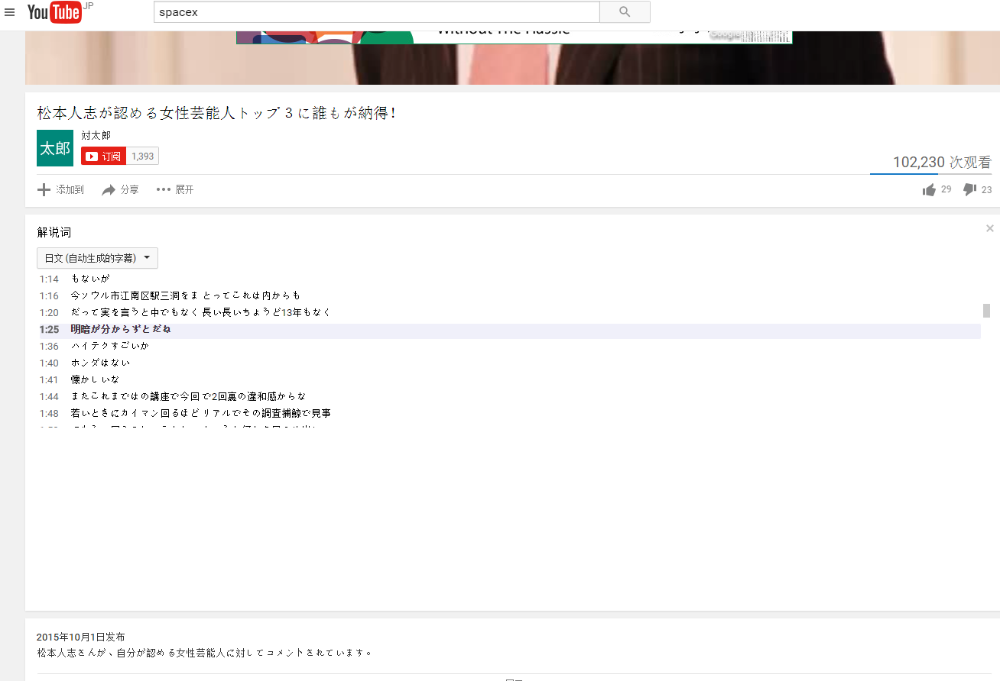 YouTube JP
spacex
Without The Hassle
Google
松本人志が認める女性芸能人トップ３に誰もが納得！
太郎
対太郎
订阅 1,393
102,230 次观看
添加到 分享 展开
29 23
解说词
日文 (自动生成的字幕)
1:14 もないが
1:16 今ソウル市江南区駅三洞をま とってこれは内からも
1:20 だって実を言うと中でもなく 長い長いちょうど13年もなく
1:25 明暗が分からずとだね
1:36 ハイテクすごいか
1:40 ホンダはない
1:41 懐かしいな
1:44 またこれまではの講座で今回 で2回裏の違和感からな
1:48 若いときにカイマン回るほど リアルでその調査捕鯨で見事
2015年10月1日发布
松本人志さんが、自分が認める女性芸能人に対してコメントされています。